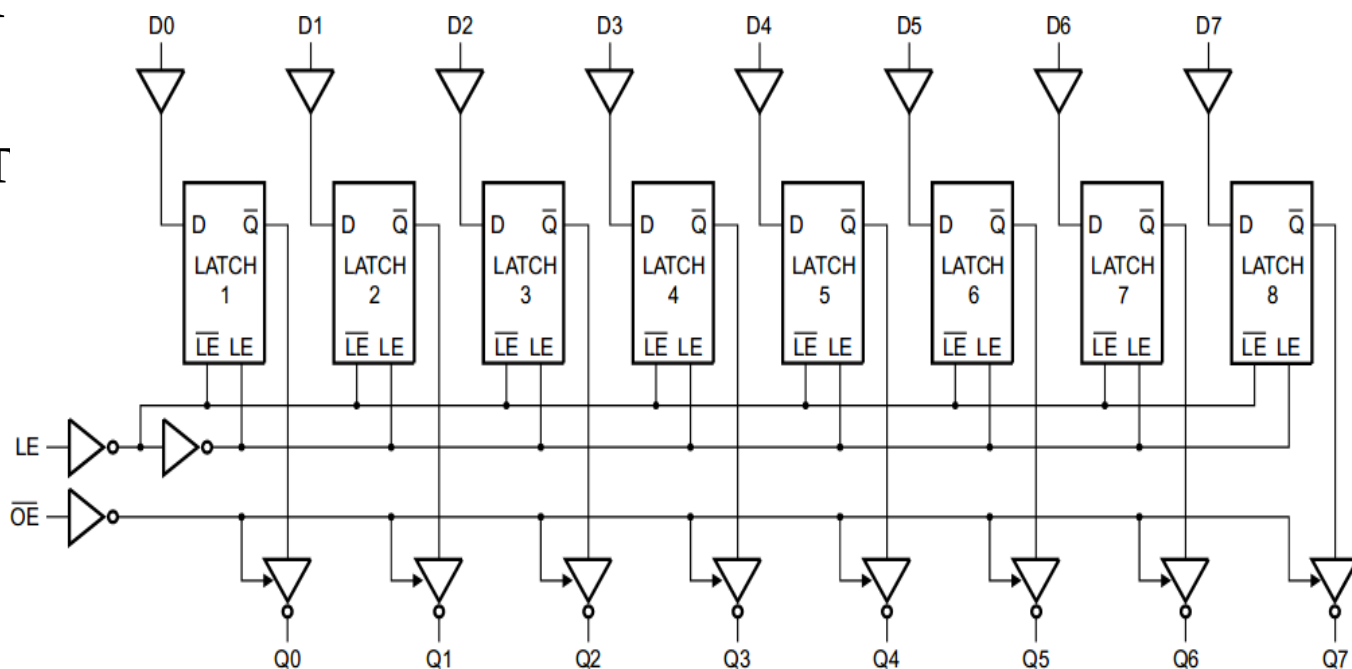 D0 D1 D2 D3 D4 D5 D6 D7
T
D Q̅ D Q̅ D Q̅ D Q̅ D Q̅ D Q̅ D Q̅ D Q̅
LATCH LATCH LATCH LATCH LATCH LATCH LATCH LATCH
1 2 3 4 5 6 7 8
L̅E̅ LE L̅E̅ LE L̅E̅ LE L̅E̅ LE L̅E̅ LE L̅E̅ LE L̅E̅ LE L̅E̅ LE
LE
O̅E̅
Q0 Q1 Q2 Q3 Q4 Q5 Q6 Q7